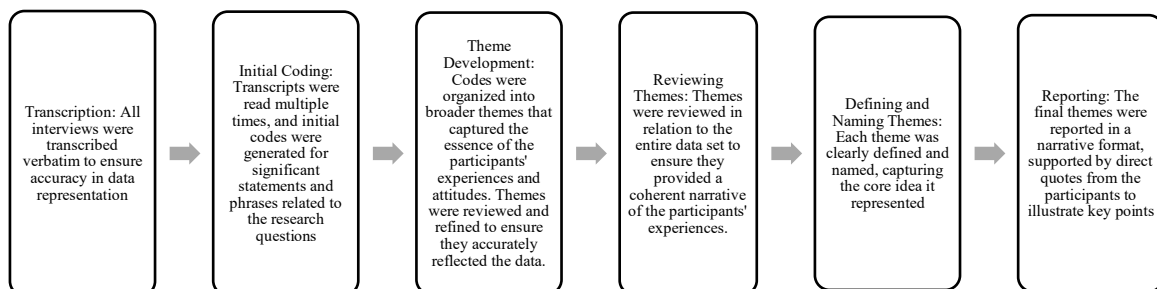 Transcription: All
interviews were
transcribed
verbatim to ensure
accuracy in data
representation
Initial Coding:
Transcripts were
read multiple
times, and initial
codes were
generated for
significant
statements and
phrases related to
the research
questions
Theme
Development:
Codes were
organized into
broader themes that
captured the
essence of the
participants'
experiences and
attitudes. Themes
were reviewed and
refined to ensure
they accurately
reflected the data.
Reviewing
Themes: Themes
were reviewed in
relation to the
entire data set to
ensure they
provided a
coherent narrative
of the participants'
experiences.
Defining and
Naming Themes:
Each theme was
clearly defined and
named, capturing
the core idea it
represented
Reporting: The
final themes were
reported in a
narrative format,
supported by direct
quotes from the
participants to
illustrate key points